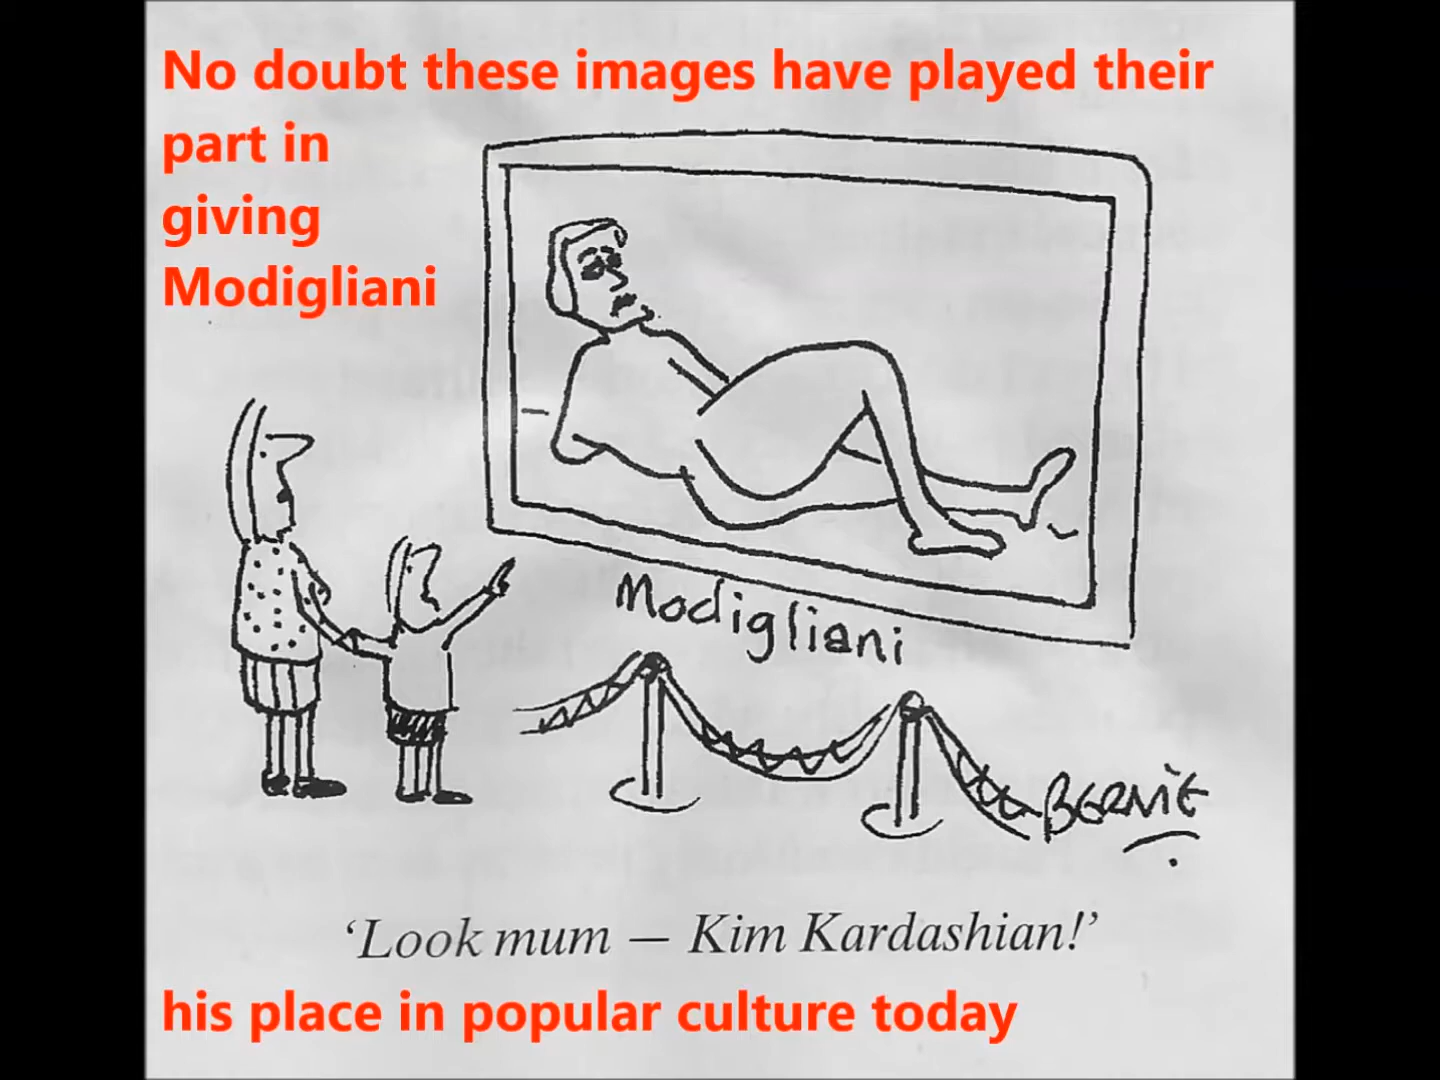 No doubt these images have played their
part in
giving
Modigliani
Modigliani
BERNIE
‘Look mum – Kim Kardashian!’
his place in popular culture today